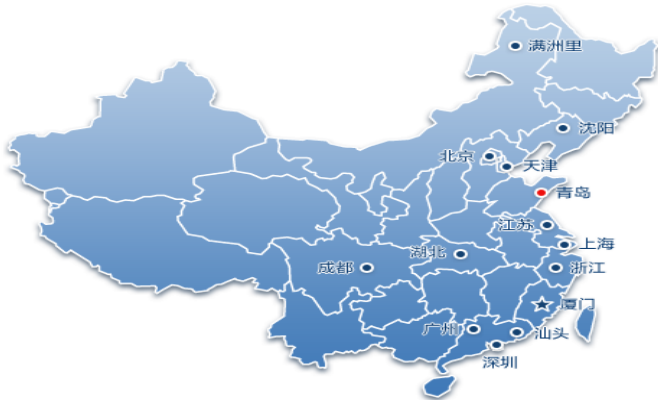 满洲里
沈阳
北京
天津
青岛
江苏
上海
湖北
成都
浙江
厦门
广州
汕头
深圳